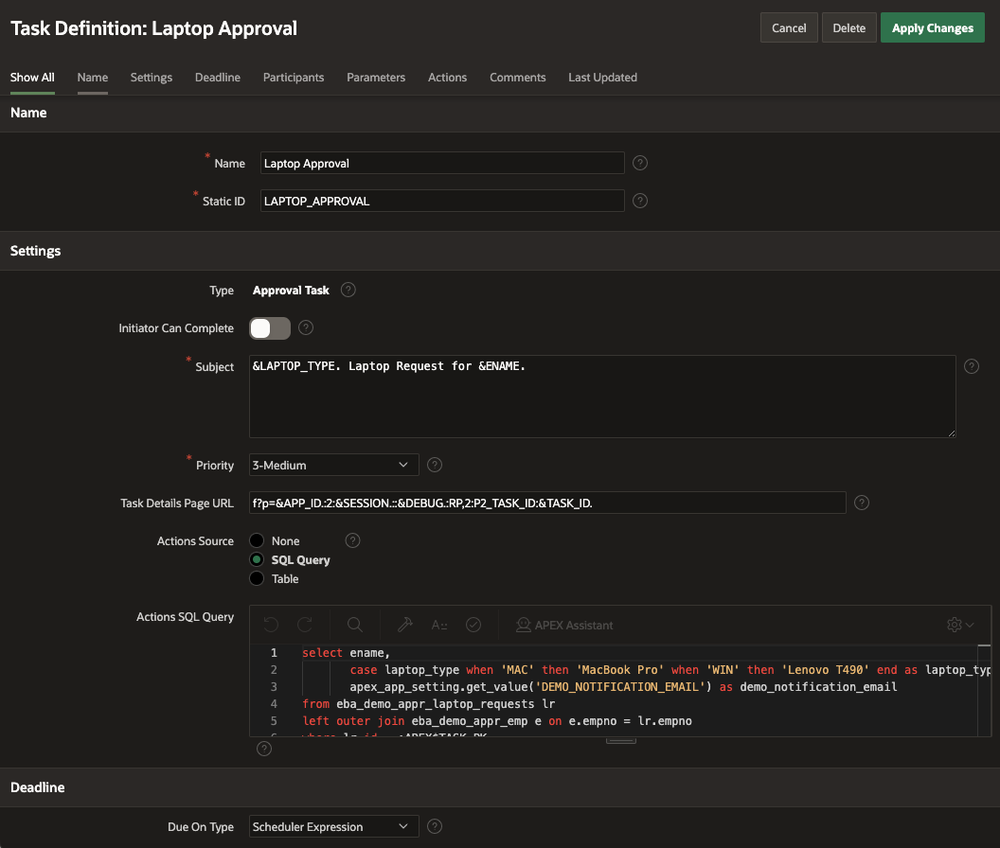 Task Definition: Laptop Approval
Cancel
Delete
Apply Changes
Show All
Name
Settings
Deadline
Participants
Parameters
Actions
Comments
Last Updated
Name
* Name
Laptop Approval
?
* Static ID
LAPTOP_APPROVAL
?
Settings
Type
Approval Task
?
Initiator Can Complete
?
* Subject
&LAPTOP_TYPE. Laptop Request for &ENAME.
?
* Priority
3-Medium
?
Task Details Page URL
f?p=&APP_ID.:2:&SESSION.::&DEBUG.:RP,2:P2_TASK_ID:&TASK_ID.
?
Actions Source
None
?
SQL Query
Table
Actions SQL Query
APEX Assistant
1 select ename,
2 case laptop_type when 'MAC' then 'MacBook Pro' when 'WIN' then 'Lenovo T490' end as laptop_typ
3 apex_app_setting.get_value('DEMO_NOTIFICATION_EMAIL') as demo_notification_email
4 from eba_demo_appr_laptop_requests lr
5 left outer join eba_demo_appr_emp e on e.empno = lr.empno
?
Deadline
Due On Type
Scheduler Expression
?